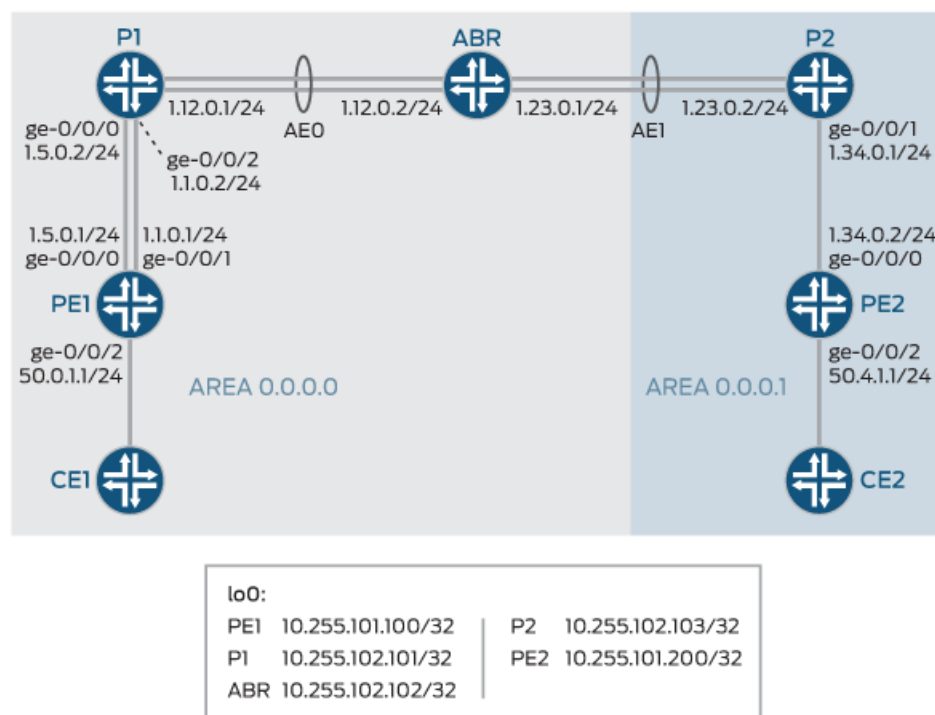 P1
ABR
P2
1.12.0.1/24
AE0
1.12.0.2/24
1.23.0.1/24
AE1
1.23.0.2/24
ge-0/0/0
1.5.0.2/24
ge-0/0/2
1.1.0.2/24
ge-0/0/1
1.34.0.1/24
1.5.0.1/24
ge-0/0/0
1.1.0.1/24
ge-0/0/1
1.34.0.2/24
ge-0/0/0
PE1
PE2
ge-0/0/2
50.0.1.1/24
ge-0/0/2
50.4.1.1/24
AREA 0.0.0.0
AREA 0.0.0.1
CE1
CE2
lo0:
PE1 10.255.101.100/32
P2 10.255.102.103/32
P1 10.255.102.101/32
PE2 10.255.101.200/32
ABR 10.255.102.102/32